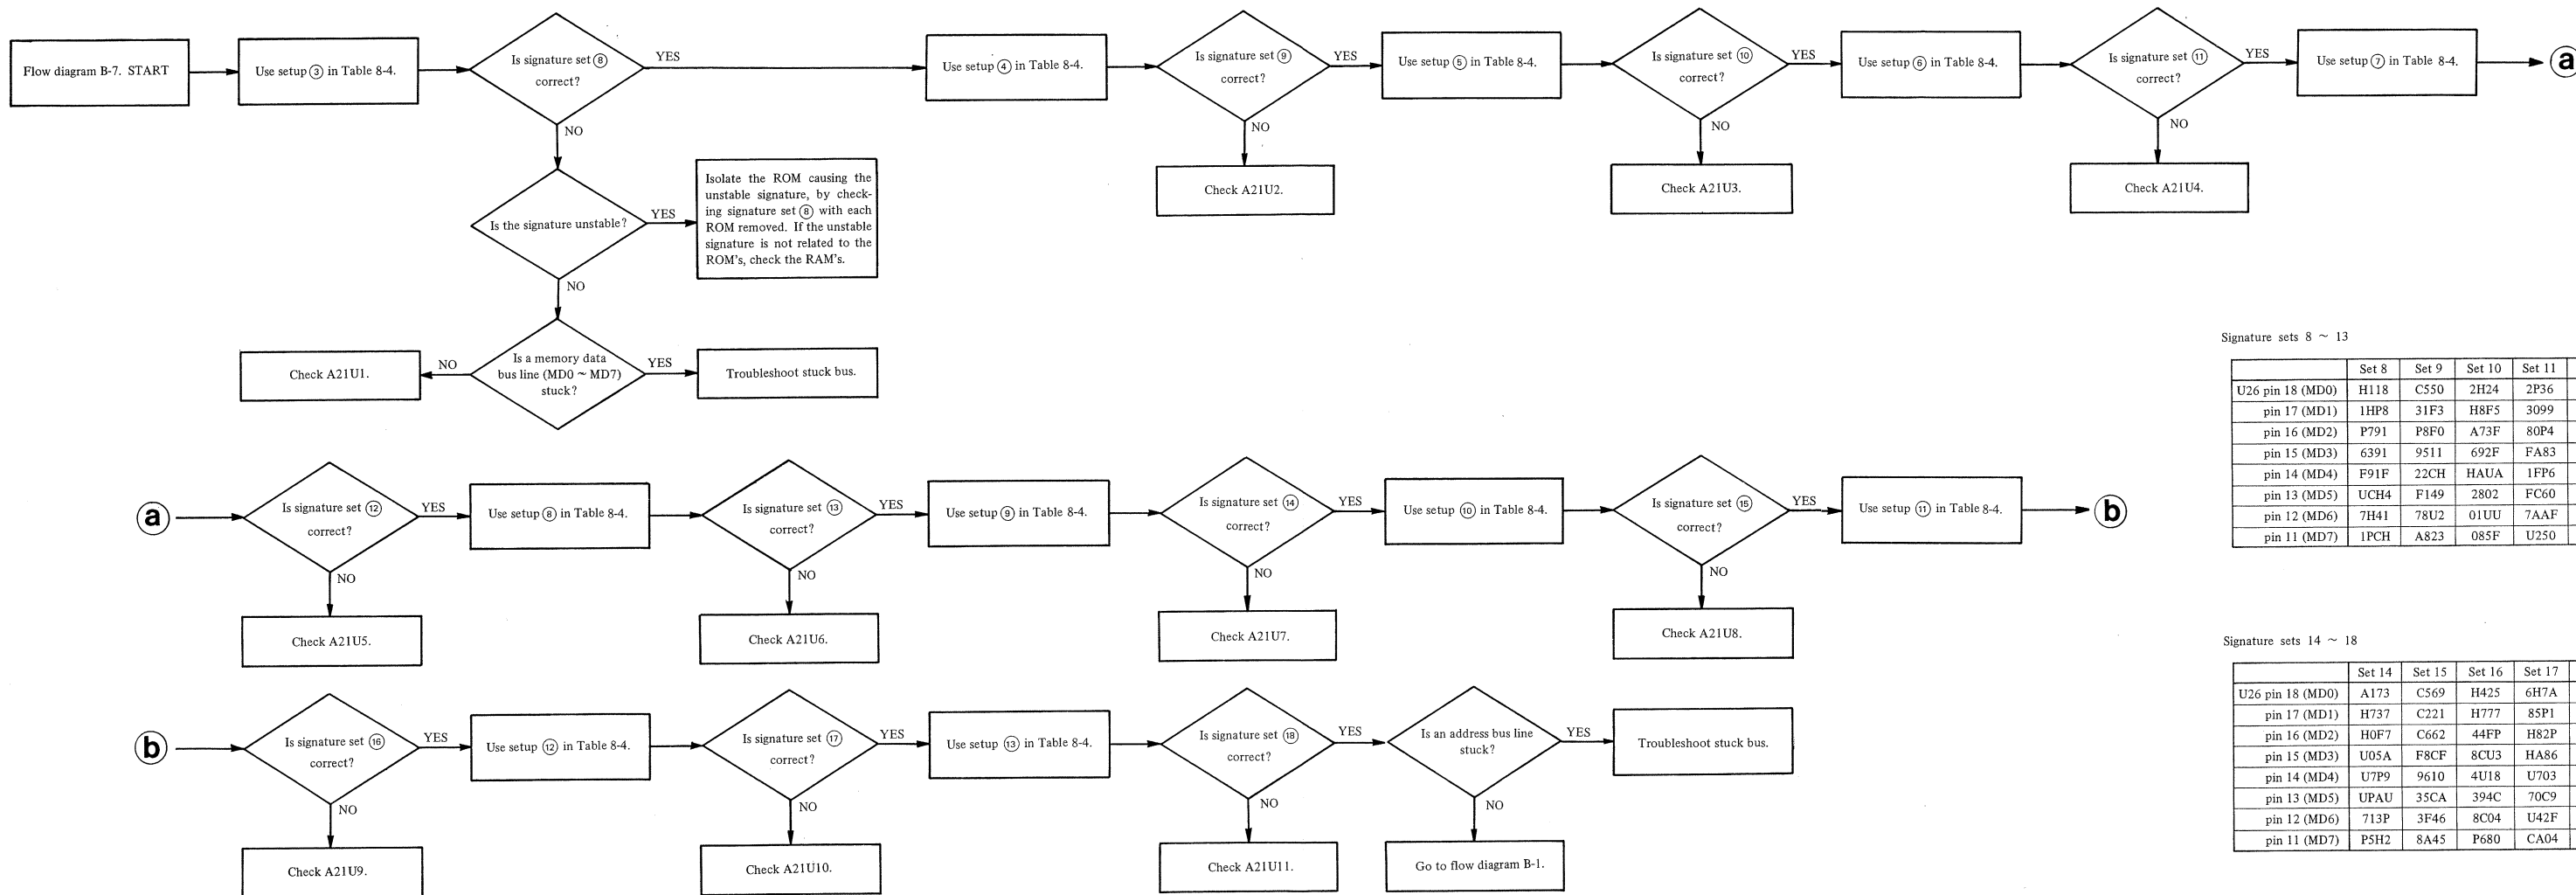 Flow diagram B-7. START
Use setup ③ in Table 8-4.
Is signature set ⑧
correct?
YES
NO
Use setup ④ in Table 8-4.
Is signature set ⑨
correct?
YES
NO
Check A21U2.
Use setup ⑤ in Table 8-4.
Is signature set ⑩
correct?
YES
NO
Check A21U3.
Use setup ⑥ in Table 8-4.
Is signature set ⑪
correct?
YES
NO
Check A21U4.
Use setup ⑦ in Table 8-4.
a
Is the signature unstable?
YES
NO
Isolate the ROM causing the
unstable signature, by check-
ing signature set ⑧ with each
ROM removed. If the unstable
signature is not related to the
ROM's, check the RAM's.
Is a memory data
bus line (MD0 ~ MD7)
stuck?
NO
Check A21U1.
YES
Troubleshoot stuck bus.
a
Is signature set ⑫
correct?
YES
NO
Check A21U5.
Use setup ⑧ in Table 8-4.
Is signature set ⑬
correct?
YES
NO
Check A21U6.
Use setup ⑨ in Table 8-4.
Is signature set ⑭
correct?
YES
NO
Check A21U7.
Use setup ⑩ in Table 8-4.
Is signature set ⑮
correct?
YES
NO
Check A21U8.
Use setup ⑪ in Table 8-4.
b
b
Is signature set ⑯
correct?
YES
NO
Check A21U9.
Use setup ⑫ in Table 8-4.
Is signature set ⑰
correct?
YES
NO
Check A21U10.
Use setup ⑬ in Table 8-4.
Is signature set ⑱
correct?
YES
NO
Check A21U11.
Is an address bus line
stuck?
YES
NO
Troubleshoot stuck bus.
Go to flow diagram B-1.
Signature sets 8 ~ 13
Set 8 Set 9 Set 10 Set 11
U26 pin 18 (MD0) H118 C550 2H24 2P36
pin 17 (MD1) 1HP8 31F3 H8F5 3099
pin 16 (MD2) P791 P8F0 A73F 80P4
pin 15 (MD3) 6391 9511 692F FA83
pin 14 (MD4) F91F 22CH HAUA 1FP6
pin 13 (MD5) UCH4 F149 2802 FC60
pin 12 (MD6) 7H41 78U2 01UU 7AAF
pin 11 (MD7) 1PCH A823 085F U250
Signature sets 14 ~ 18
Set 14 Set 15 Set 16 Set 17
U26 pin 18 (MD0) A173 C569 H425 6H7A
pin 17 (MD1) H737 C221 H777 85P1
pin 16 (MD2) H0F7 C662 44FP H82P
pin 15 (MD3) U05A F8CF 8CU3 HA86
pin 14 (MD4) U7P9 9610 4U18 U703
pin 13 (MD5) UPAU 35CA 394C 70C9
pin 12 (MD6) 713P 3F46 8C04 U42F
pin 11 (MD7) P5H2 8A45 P680 CA04